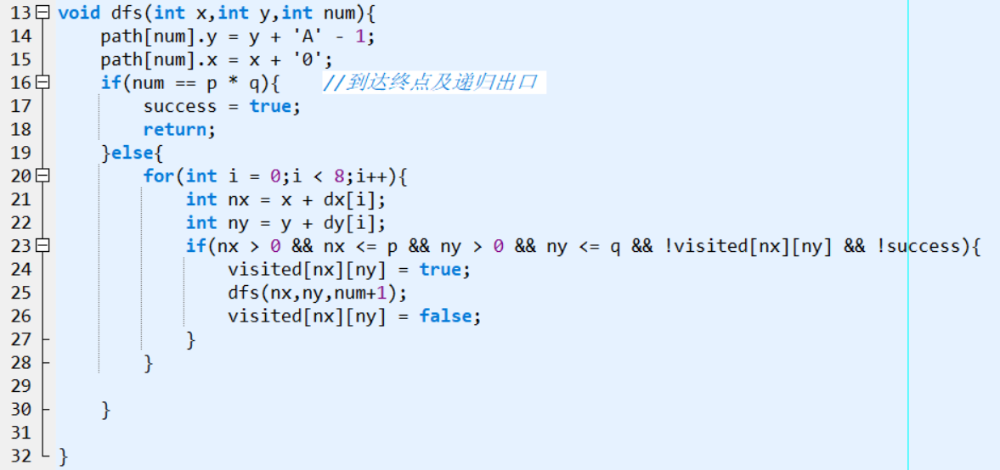 13 void dfs(int x,int y,int num){
14     path[num].y = y + 'A' - 1;
15     path[num].x = x + '0';
16     if(num == p * q){    //到达终点及递归出口
17         success = true;
18         return;
19     }else{
20         for(int i = 0;i < 8;i++){
21             int nx = x + dx[i];
22             int ny = y + dy[i];
23             if(nx > 0 && nx <= p && ny > 0 && ny <= q && !visited[nx][ny] && !success){
24                 visited[nx][ny] = true;
25                 dfs(nx,ny,num+1);
26                 visited[nx][ny] = false;
27             }
28         }
29
30     }
31
32 }